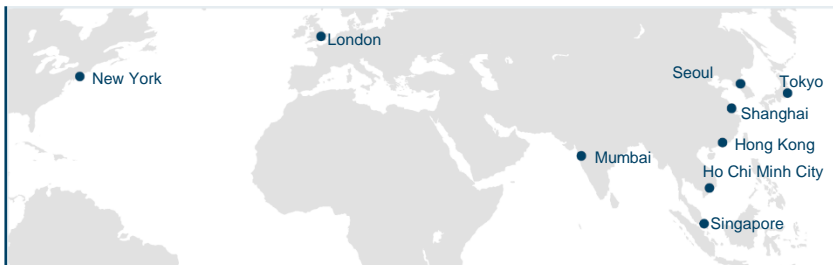 London
New York
Seoul
Tokyo
Shanghai
Hong Kong
Mumbai
Ho Chi Minh City
Singapore